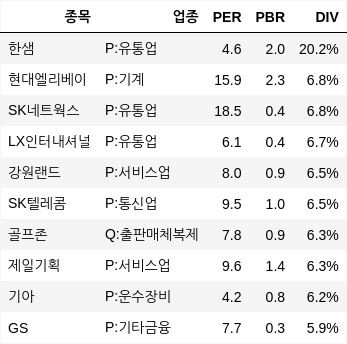 종목 업종 PER PBR DIV
한샘 P:유통업 4.6 2.0 20.2%
현대엘리베이 P:기계 15.9 2.3 6.8%
SK네트웍스 P:유통업 18.5 0.4 6.8%
LX인터내셔널 P:유통업 6.1 0.4 6.7%
강원랜드 P:서비스업 8.0 0.9 6.5%
SK텔레콤 P:통신업 9.5 1.0 6.5%
골프존 Q:출판매체복제 7.8 0.9 6.3%
제일기획 P:서비스업 9.6 1.4 6.3%
기아 P:운수장비 4.2 0.8 6.2%
GS P:기타금융 7.7 0.3 5.9%